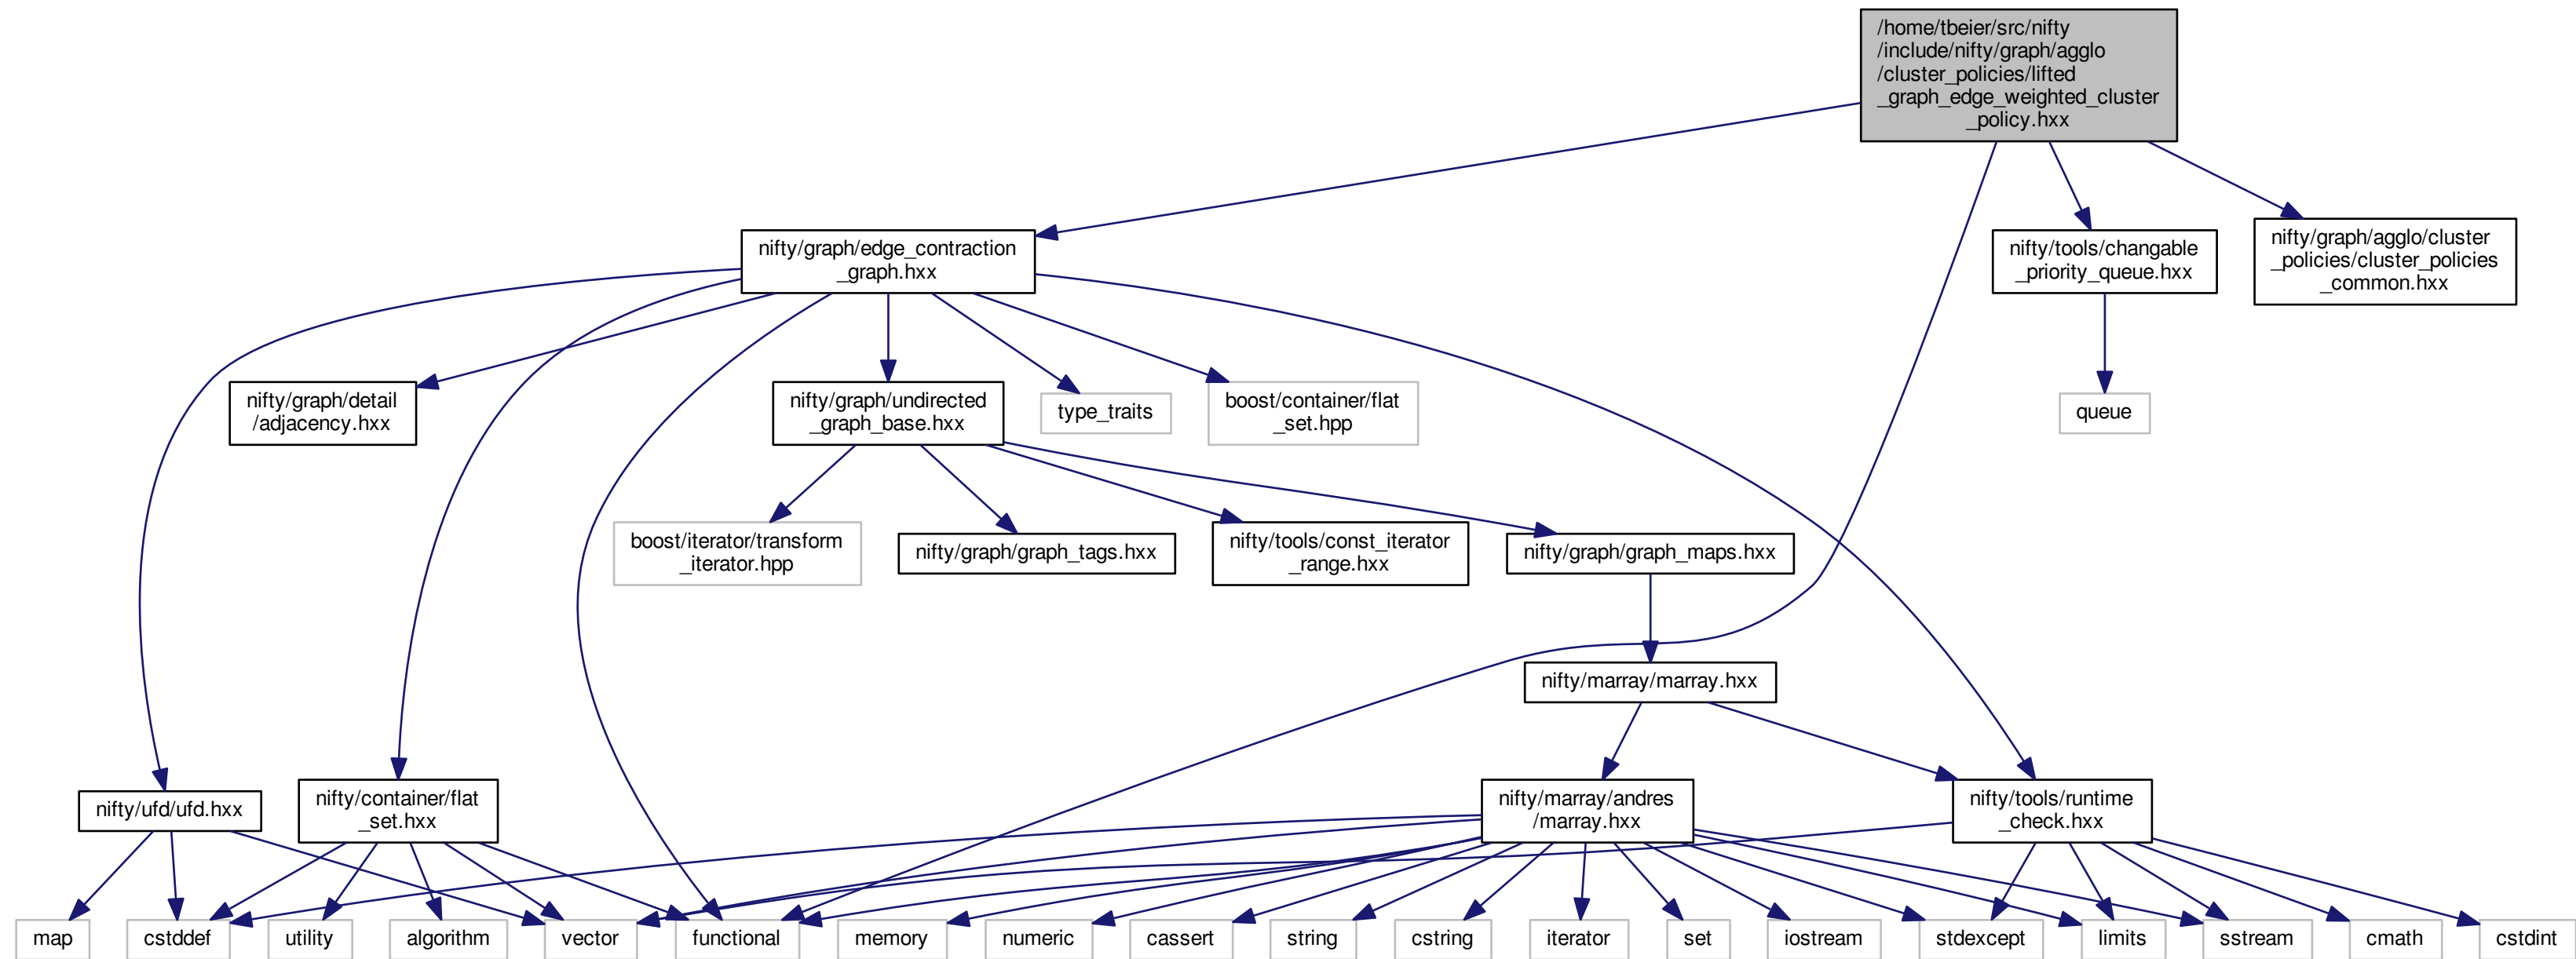 /home/tbeier/src/nifty
/include/nifty/graph/agglo
/cluster_policies/lifted
_graph_edge_weighted_cluster
_policy.hxx
nifty/graph/edge_contraction
_graph.hxx
nifty/tools/changable
_priority_queue.hxx
nifty/graph/agglo/cluster
_policies/cluster_policies
_common.hxx
nifty/graph/detail
/adjacency.hxx
nifty/graph/undirected
_graph_base.hxx
type_traits
boost/container/flat
_set.hpp
queue
boost/iterator/transform
_iterator.hpp
nifty/graph/graph_tags.hxx
nifty/tools/const_iterator
_range.hxx
nifty/graph/graph_maps.hxx
nifty/marray/marray.hxx
nifty/ufd/ufd.hxx
nifty/container/flat
_set.hxx
nifty/marray/andres
/marray.hxx
nifty/tools/runtime
_check.hxx
map
cstddef
utility
algorithm
vector
functional
memory
numeric
cassert
string
cstring
iterator
set
iostream
stdexcept
limits
sstream
cmath
cstdint